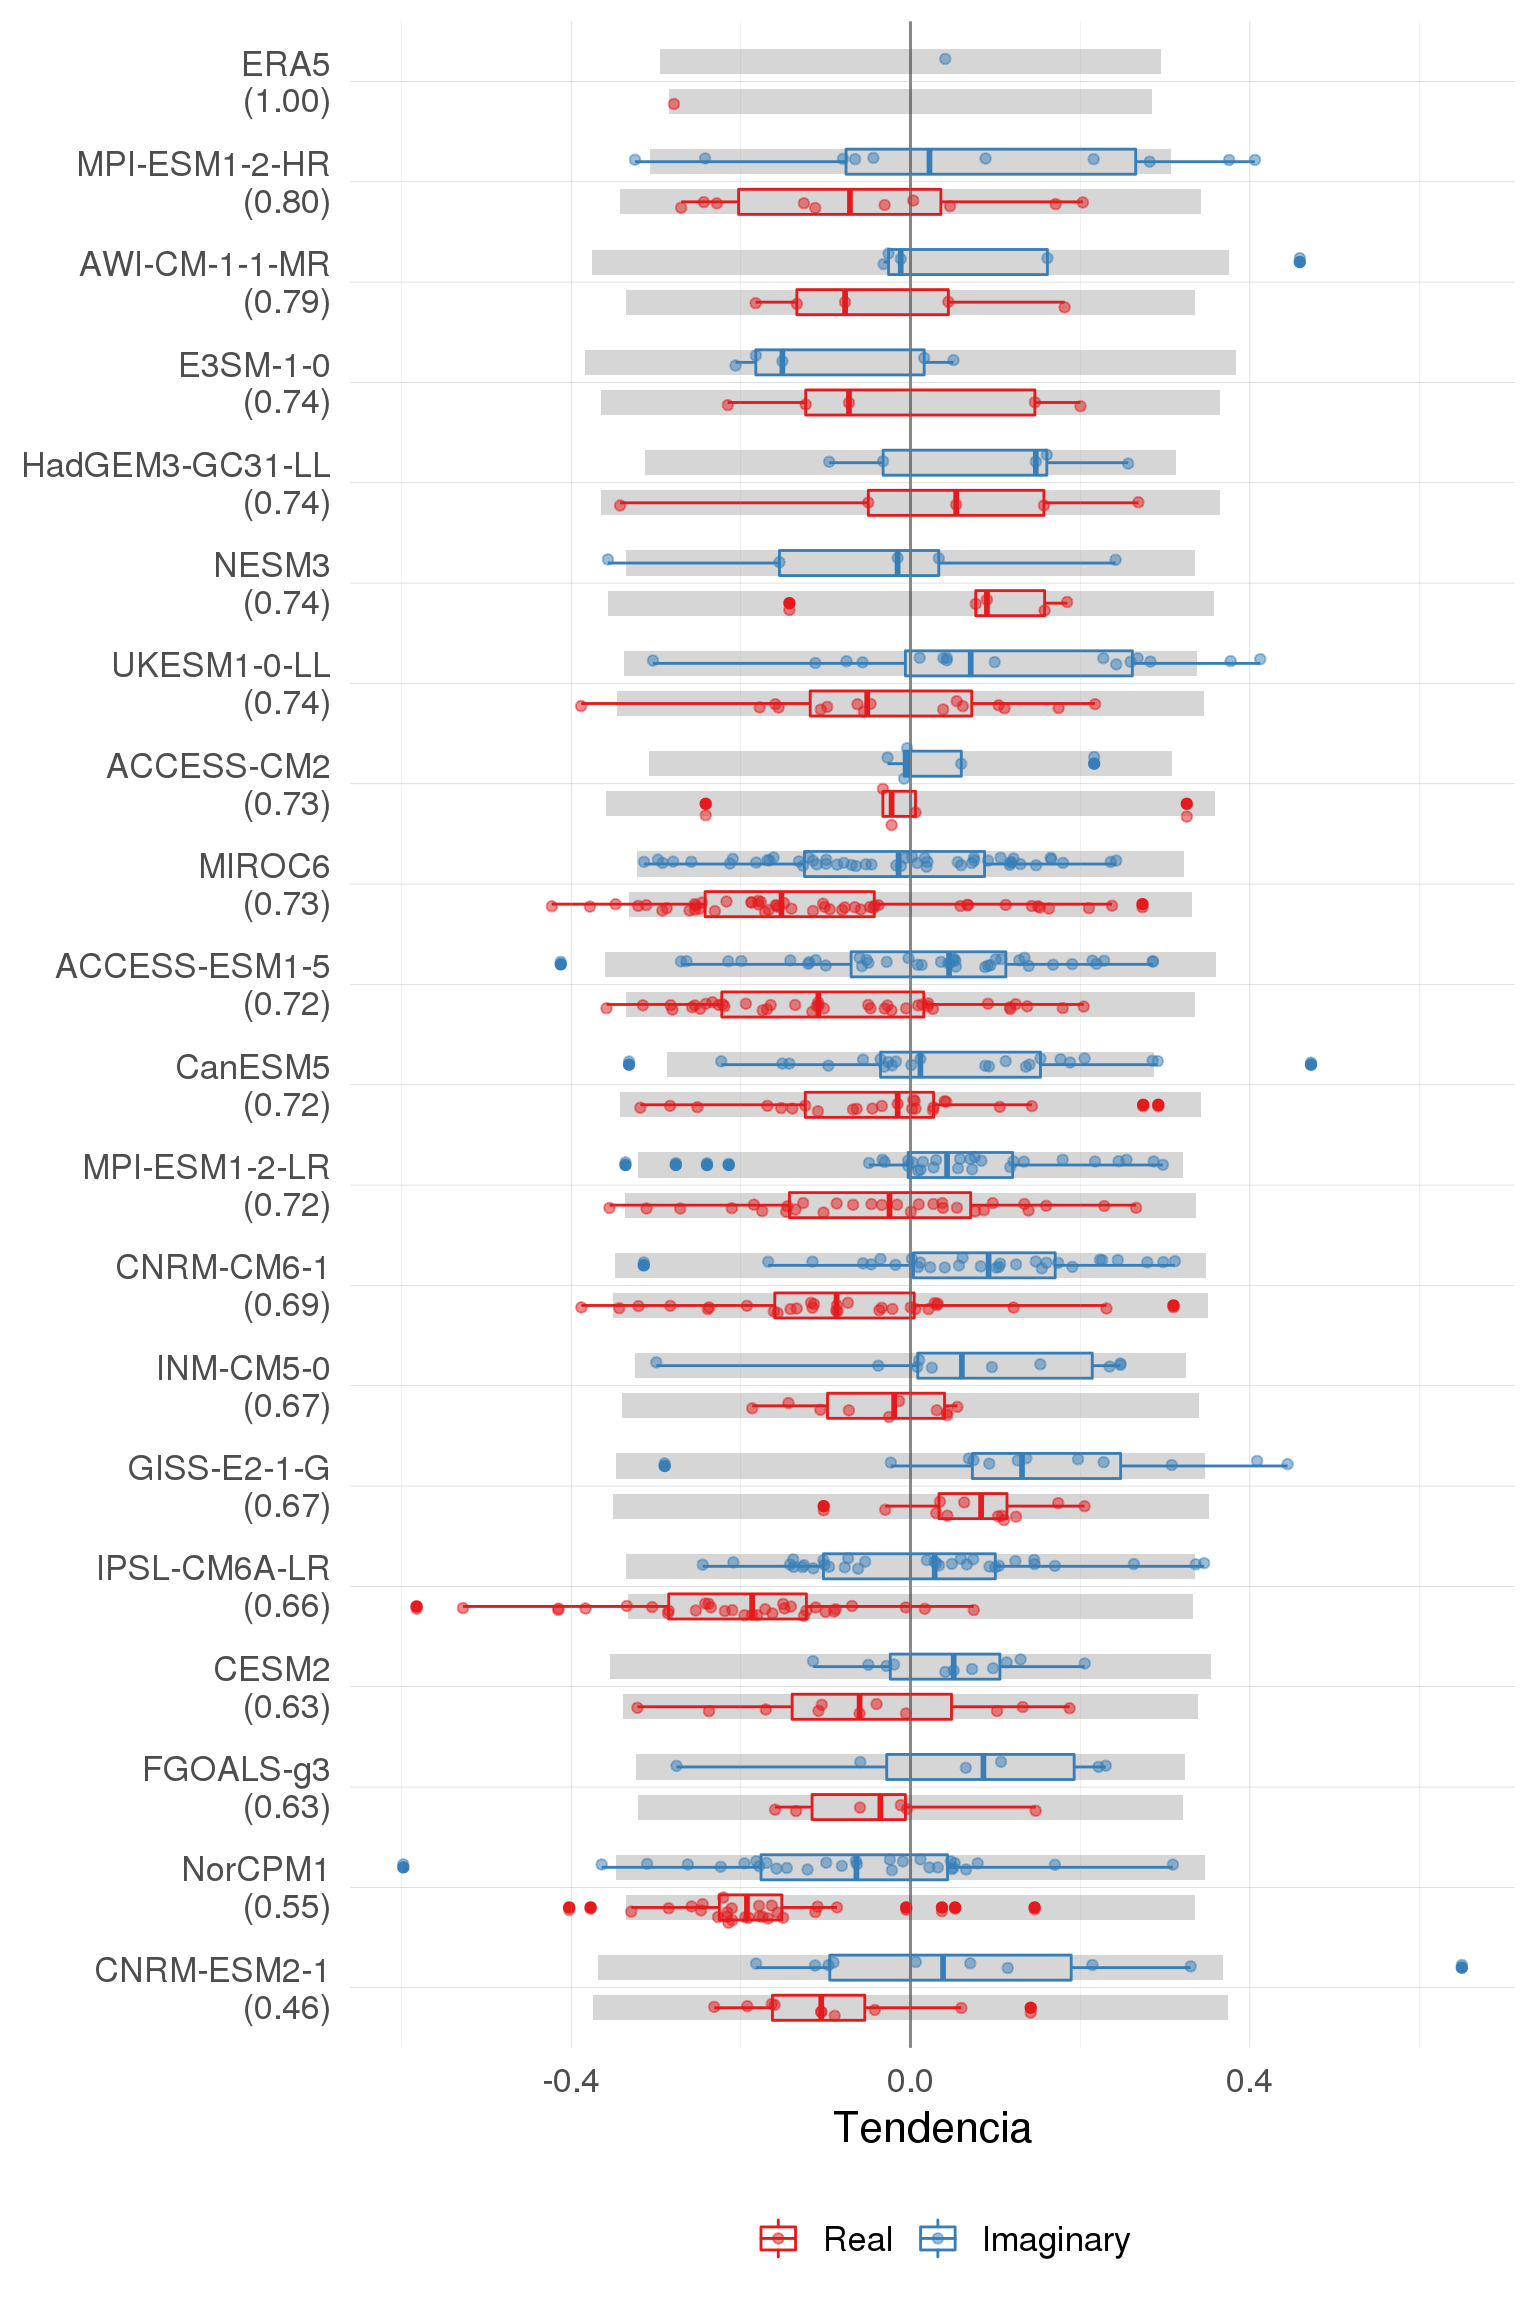 ERA5
(1.00)
MPI-ESM1-2-HR
(0.80)
AWI-CM-1-1-MR
(0.79)
E3SM-1-0
(0.74)
HadGEM3-GC31-LL
(0.74)
NESM3
(0.74)
UKESM1-0-LL
(0.74)
ACCESS-CM2
(0.73)
MIROC6
(0.73)
ACCESS-ESM1-5
(0.72)
CanESM5
(0.72)
MPI-ESM1-2-LR
(0.72)
CNRM-CM6-1
(0.69)
INM-CM5-0
(0.67)
GISS-E2-1-G
(0.67)
IPSL-CM6A-LR
(0.66)
CESM2
(0.63)
FGOALS-g3
(0.63)
NorCPM1
(0.55)
CNRM-ESM2-1
(0.46)
-0.4 0.0 0.4
Tendencia
Real Imaginary